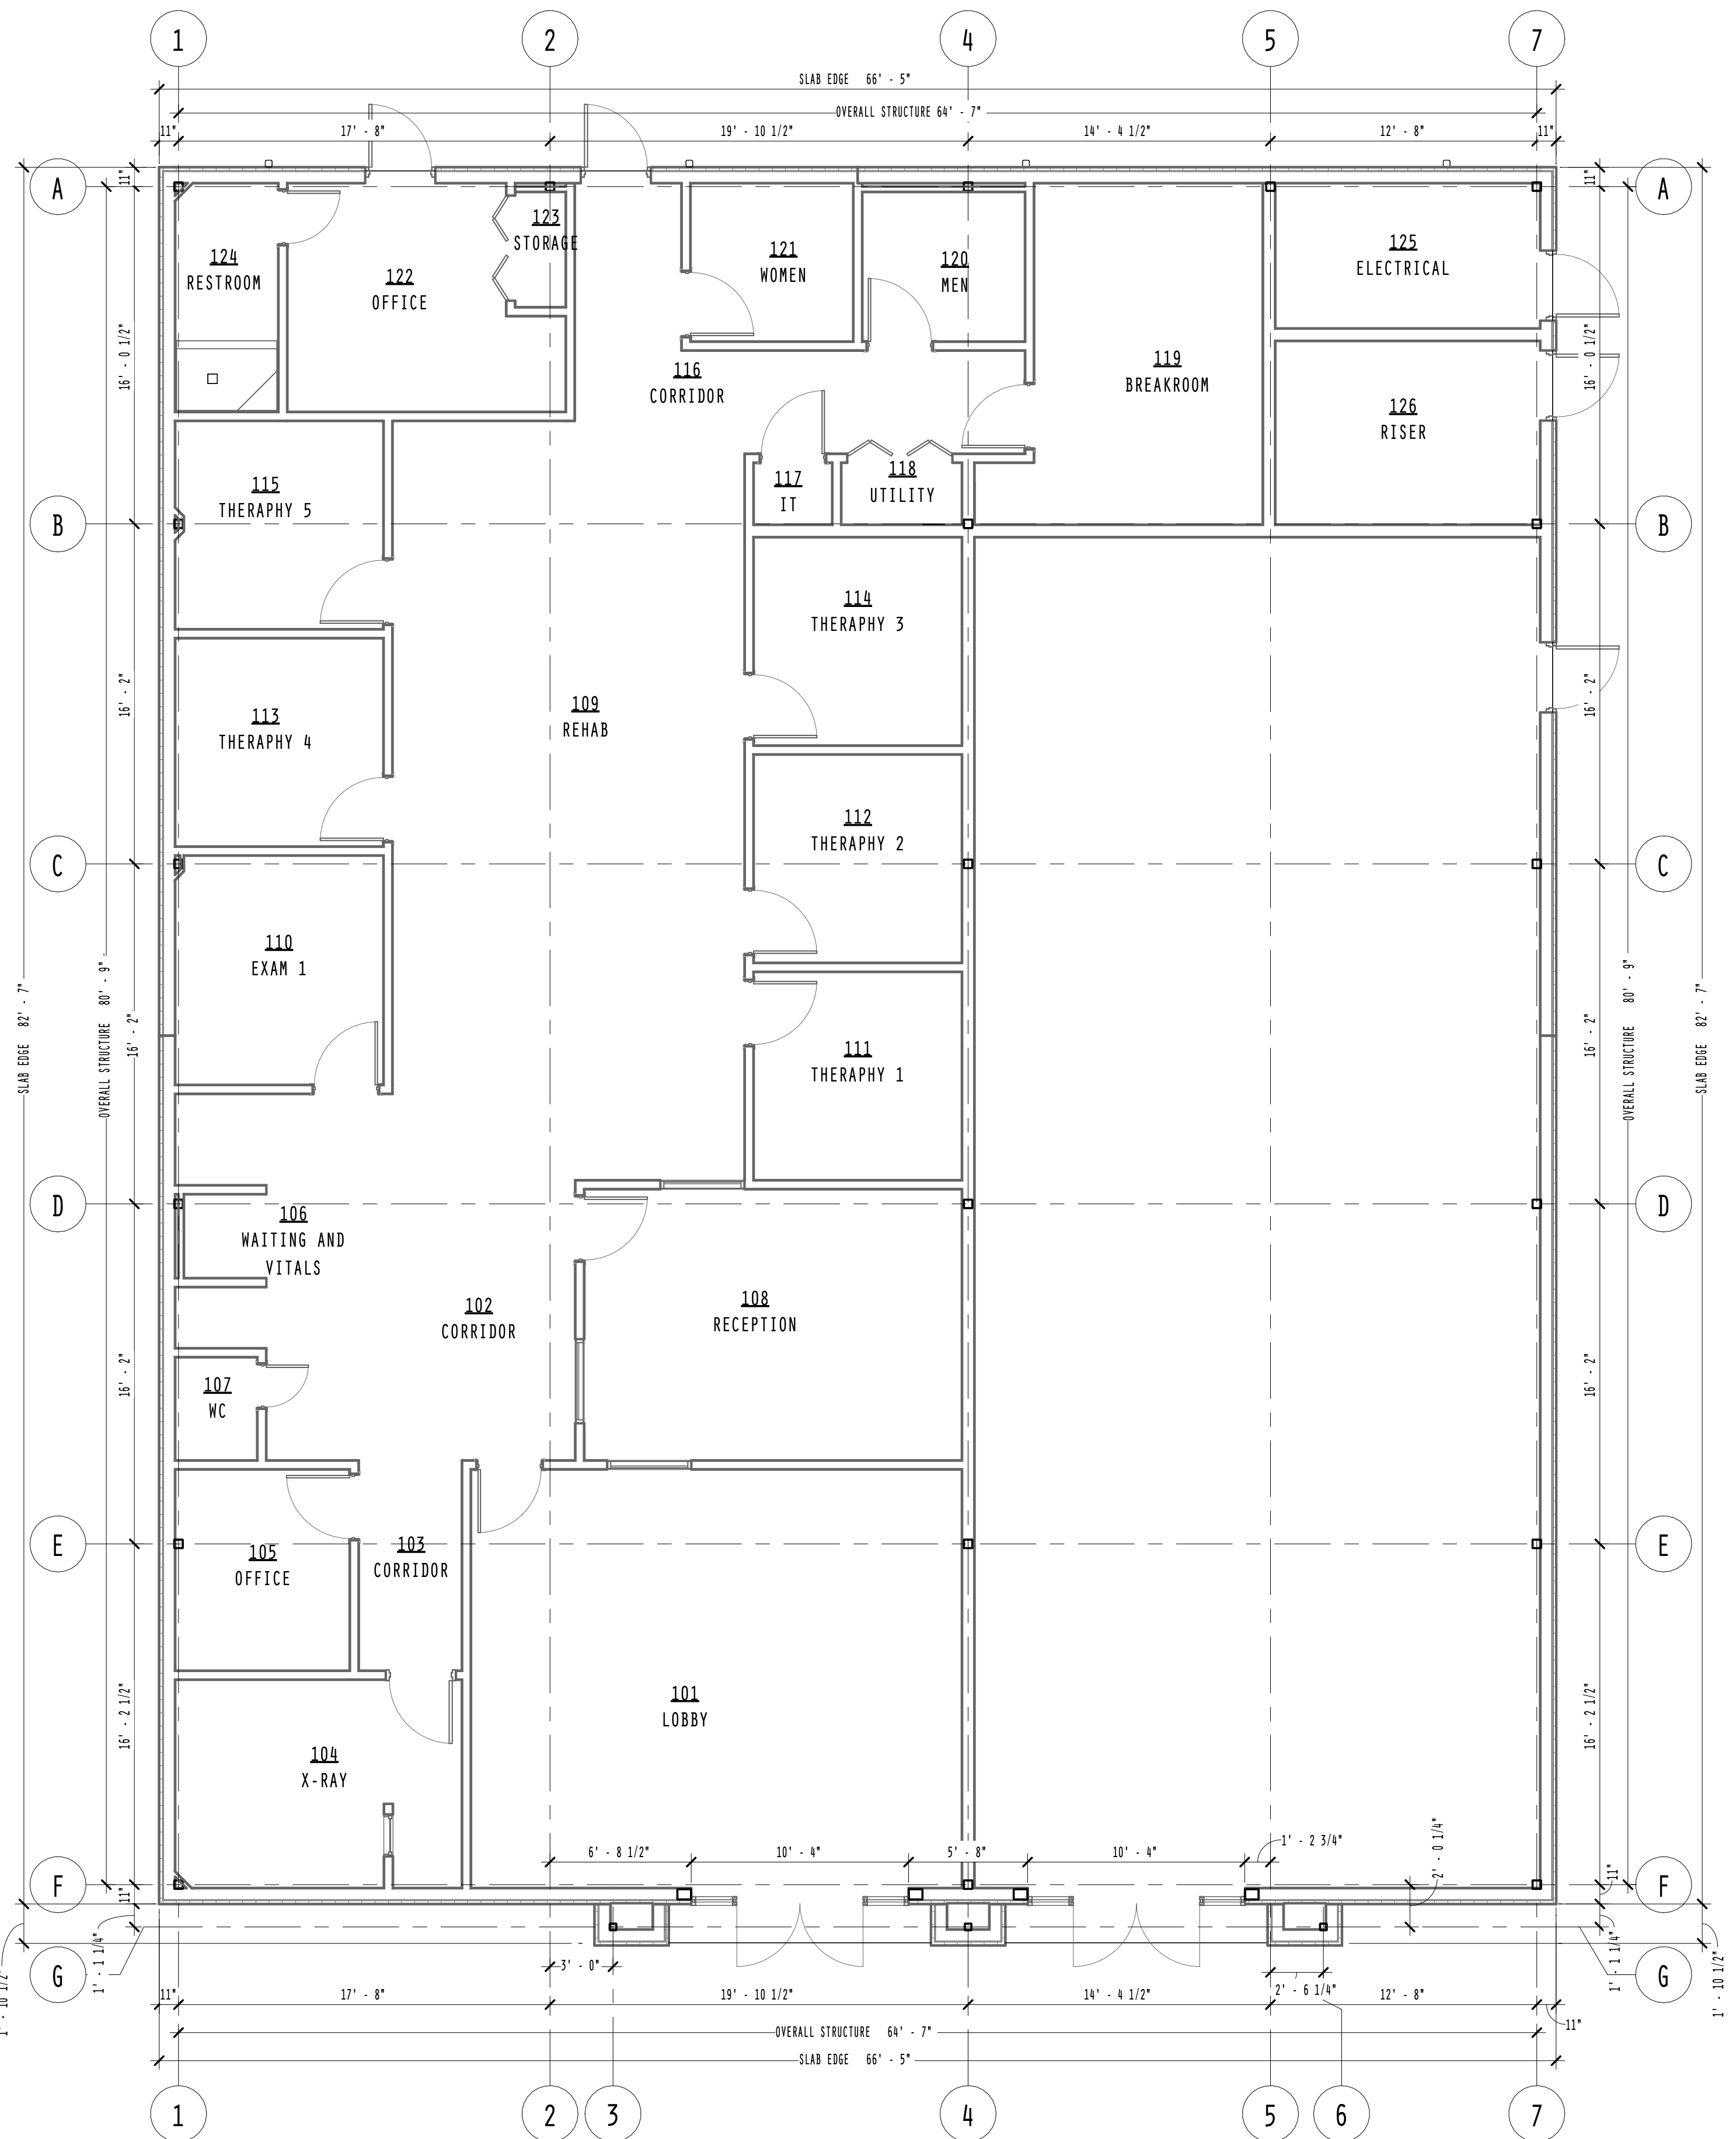 1 2 4 5 7
SLAB EDGE 66' - 5"
OVERALL STRUCTURE 64' - 7"
11" 17' - 8" 19' - 10 1/2" 14' - 4 1/2" 12' - 8" 11"
A A
11" 11"
123
STORAGE
124
RESTROOM
122
OFFICE
121
WOMEN
120
MEN
125
ELECTRICAL
16' - 0 1/2" 16' - 0 1/2"
116
CORRIDOR
119
BREAKROOM
126
RISER
115
THERAPHY 5
117
IT
118
UTILITY
B B
114
THERAPHY 3
16' - 2" 16' - 2"
113
THERAPHY 4
109
REHAB
112
THERAPHY 2
C C
110
EXAM 1
SLAB EDGE 82' - 7"
OVERALL STRUCTURE 80' - 9"
16' - 2"
111
THERAPHY 1
16' - 2"
OVERALL STRUCTURE 80' - 9"
SLAB EDGE 82' - 7"
D D
106
WAITING AND
VITALS
102
CORRIDOR
108
RECEPTION
16' - 2" 16' - 2"
107
WC
E E
105
OFFICE
103
CORRIDOR
16' - 2 1/2" 16' - 2 1/2"
101
LOBBY
104
X-RAY
6' - 8 1/2" 10' - 4" 5' - 8" 10' - 4" 1' - 2 3/4" 2' - 0 1/4"
F F
11" 11"
1' - 10 1/2" 1' - 1 1/4" 1' - 1 1/4" 1' - 10 1/2"
G G
3' - 0" 2' - 6 1/4"
11" 17' - 8" 19' - 10 1/2" 14' - 4 1/2" 12' - 8" 11"
OVERALL STRUCTURE 64' - 7"
SLAB EDGE 66' - 5"
1 2 3 4 5 6 7